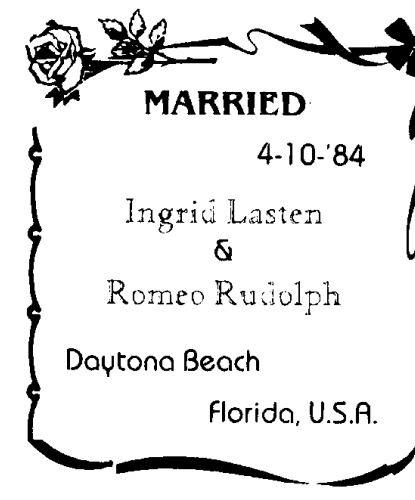 MARRIED
4-10-'84
Ingrid Lasten
&
Romeo Rudolph
Daytona Beach
Florida, U.S.A.